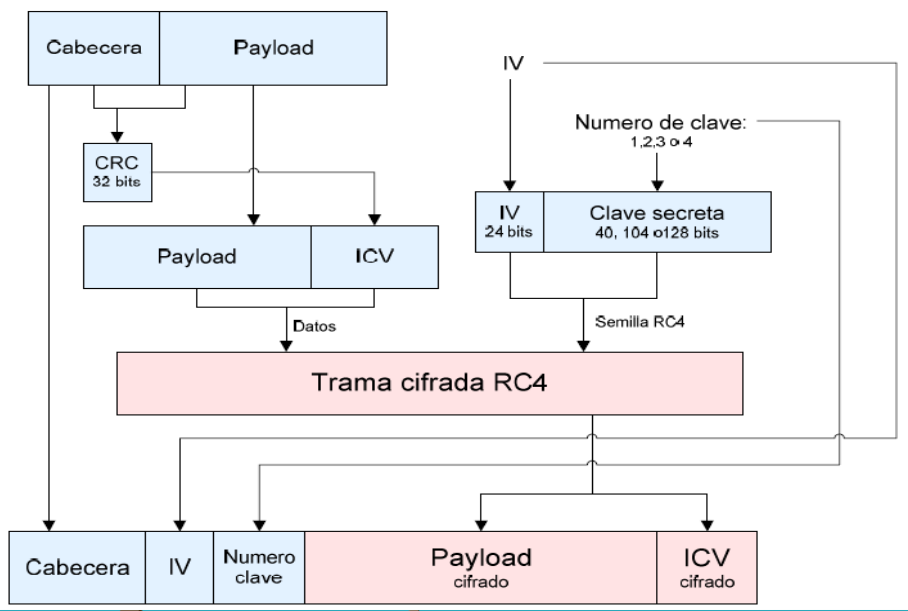 Cabecera
Payload
IV
Numero de clave:
1,2,3 o 4
CRC
32 bits
IV
24 bits
Clave secreta
40, 104 o128 bits
Payload
ICV
Datos
Semilla RC4
Trama cifrada RC4
Cabecera
IV
Numero
clave
Payload
cifrado
ICV
cifrado